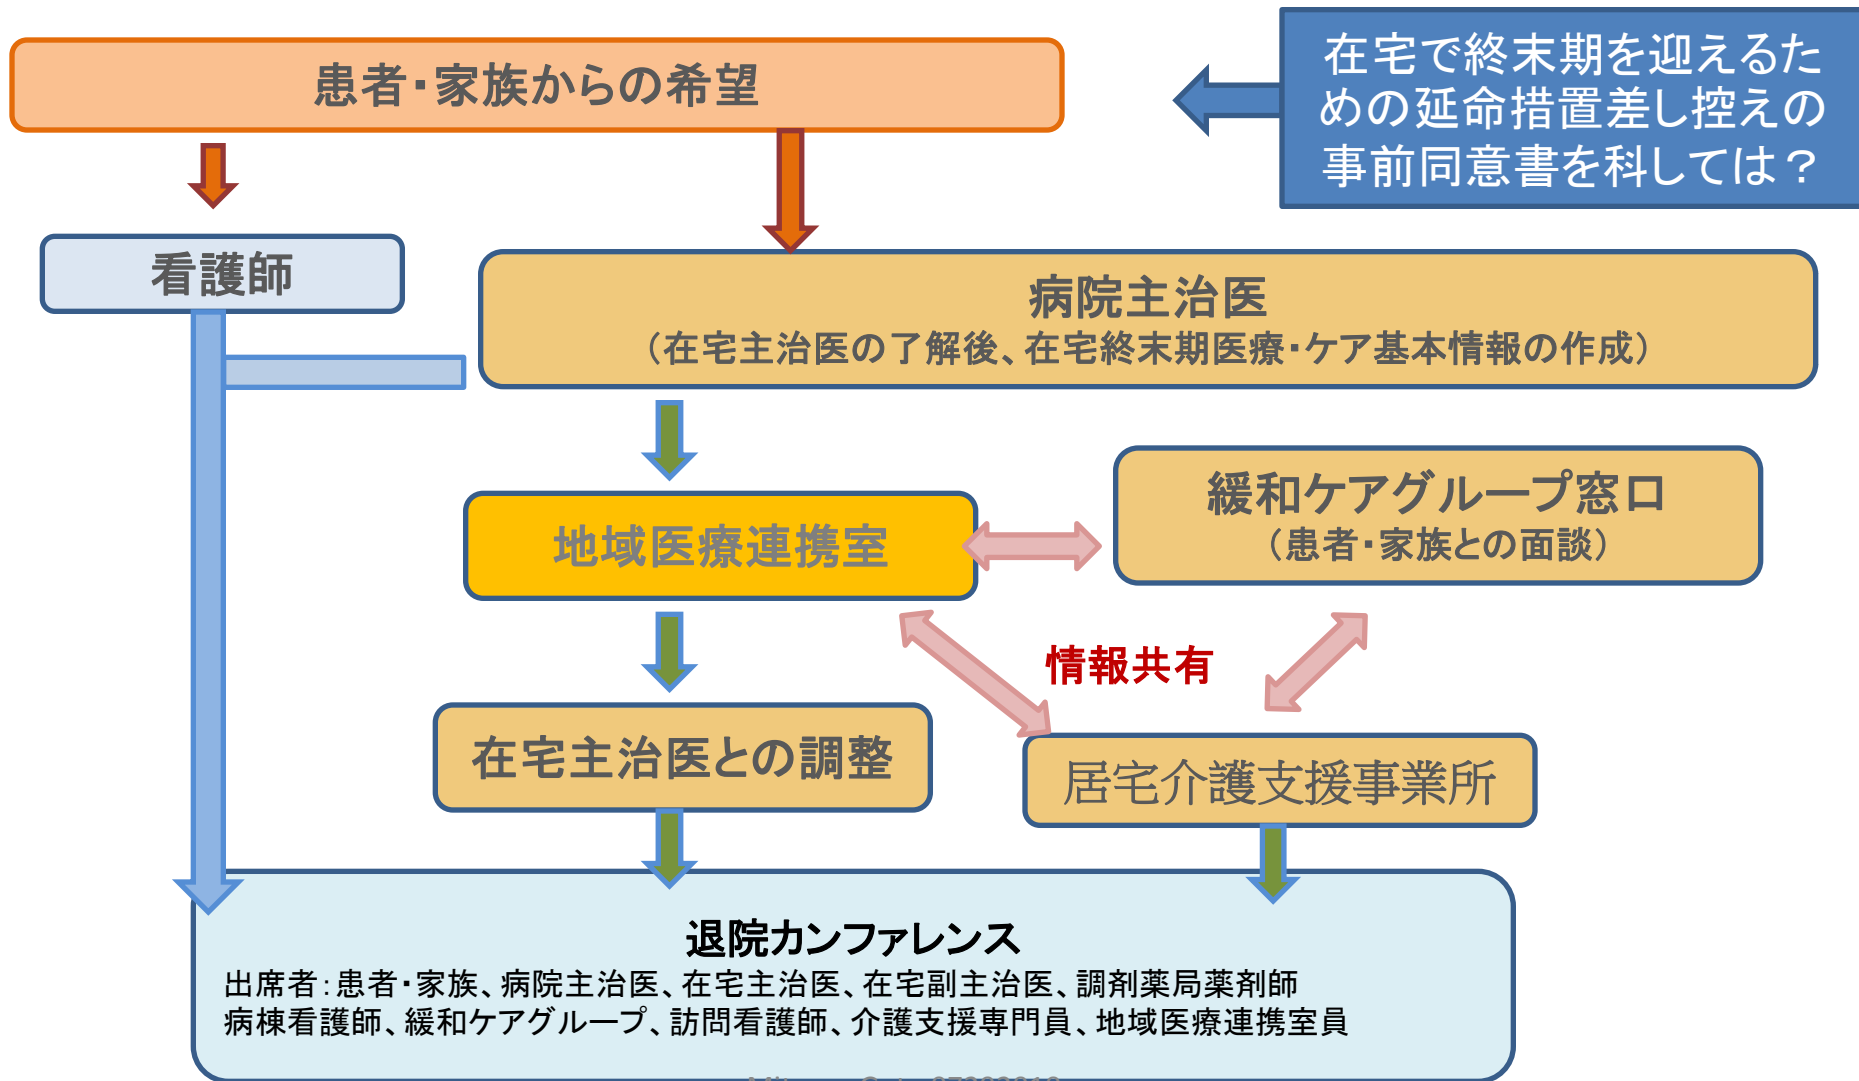 患者・家族からの希望
在宅で終末期を迎えるた
めの延命措置差し控えの
事前同意書を科しては？
看護師
病院主治医
（在宅主治医の了解後、在宅終末期医療・ケア基本情報の作成）
地域医療連携室
緩和ケアグループ窓口
（患者・家族との面談）
情報共有
在宅主治医との調整
居宅介護支援事業所
退院カンファレンス
出席者：患者・家族、病院主治医、在宅主治医、在宅副主治医、調剤薬局薬剤師
病棟看護師、緩和ケアグループ、訪問看護師、介護支援専門員、地域医療連携室員